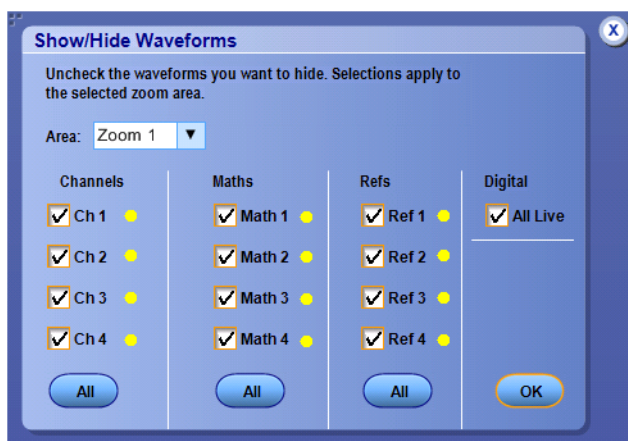 Show/Hide Waveforms
X
Uncheck the waveforms you want to hide. Selections apply to
the selected zoom area.
Area: Zoom 1
Channels Maths Refs Digital
Ch 1 Math 1 Ref 1 All Live
Ch 2 Math 2 Ref 2
Ch 3 Math 3 Ref 3
Ch 4 Math 4 Ref 4
All All All OK